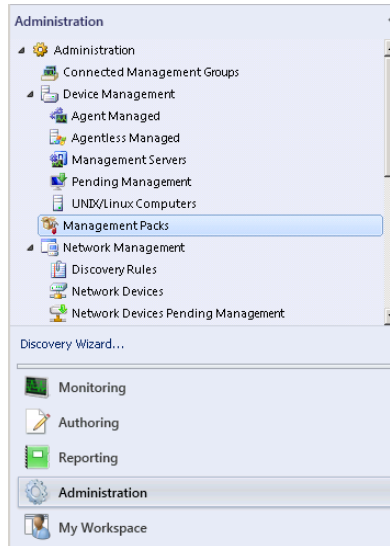 Administration
Administration
Connected Management Groups
Device Management
Agent Managed
Agentless Managed
Management Servers
Pending Management
UNIX/Linux Computers
Management Packs
Network Management
Discovery Rules
Network Devices
Network Devices Pending Management
Discovery Wizard...
Monitoring
Authoring
Reporting
Administration
My Workspace